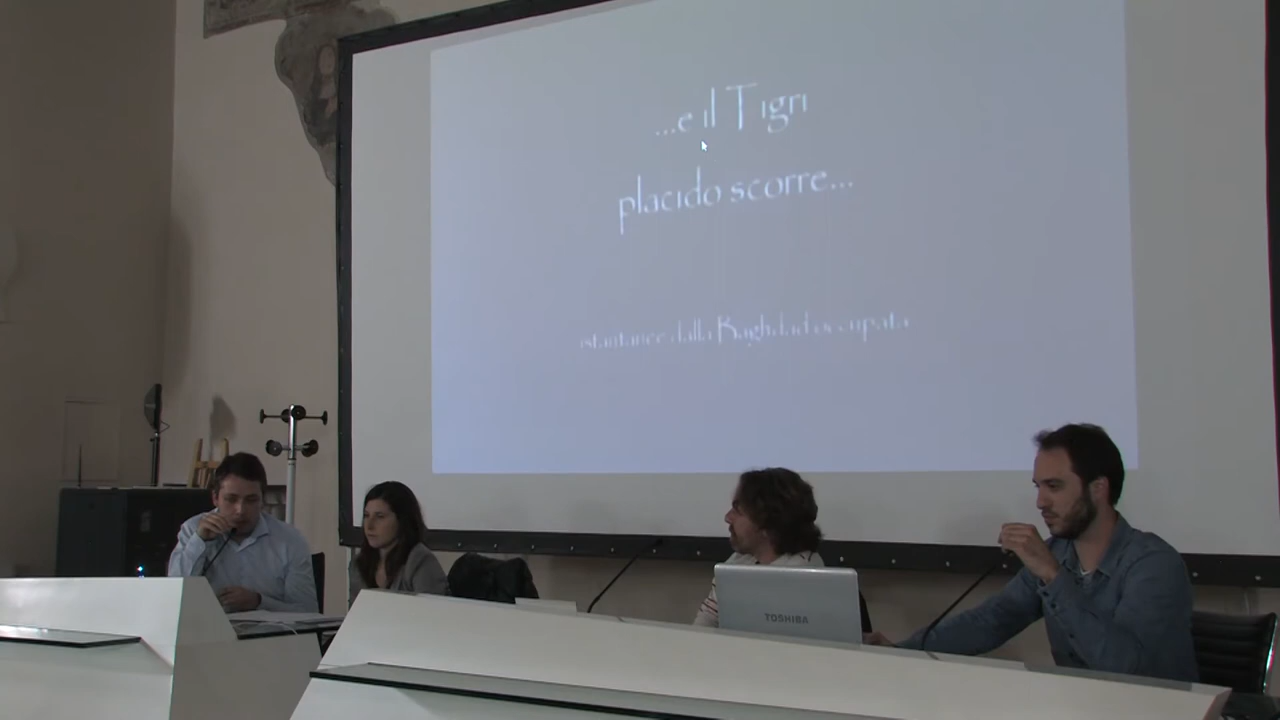 ...e il Tigri
placido scorre...
istantanee dalla Baghdad occupata
TOSHIBA